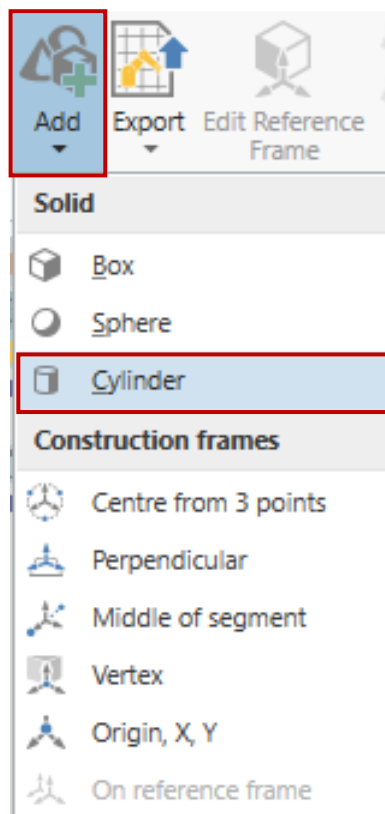 Add
Export
Edit Reference
Frame
Solid
Box
Sphere
Cylinder
Construction frames
Centre from 3 points
Perpendicular
Middle of segment
Vertex
Origin, X, Y
On reference frame